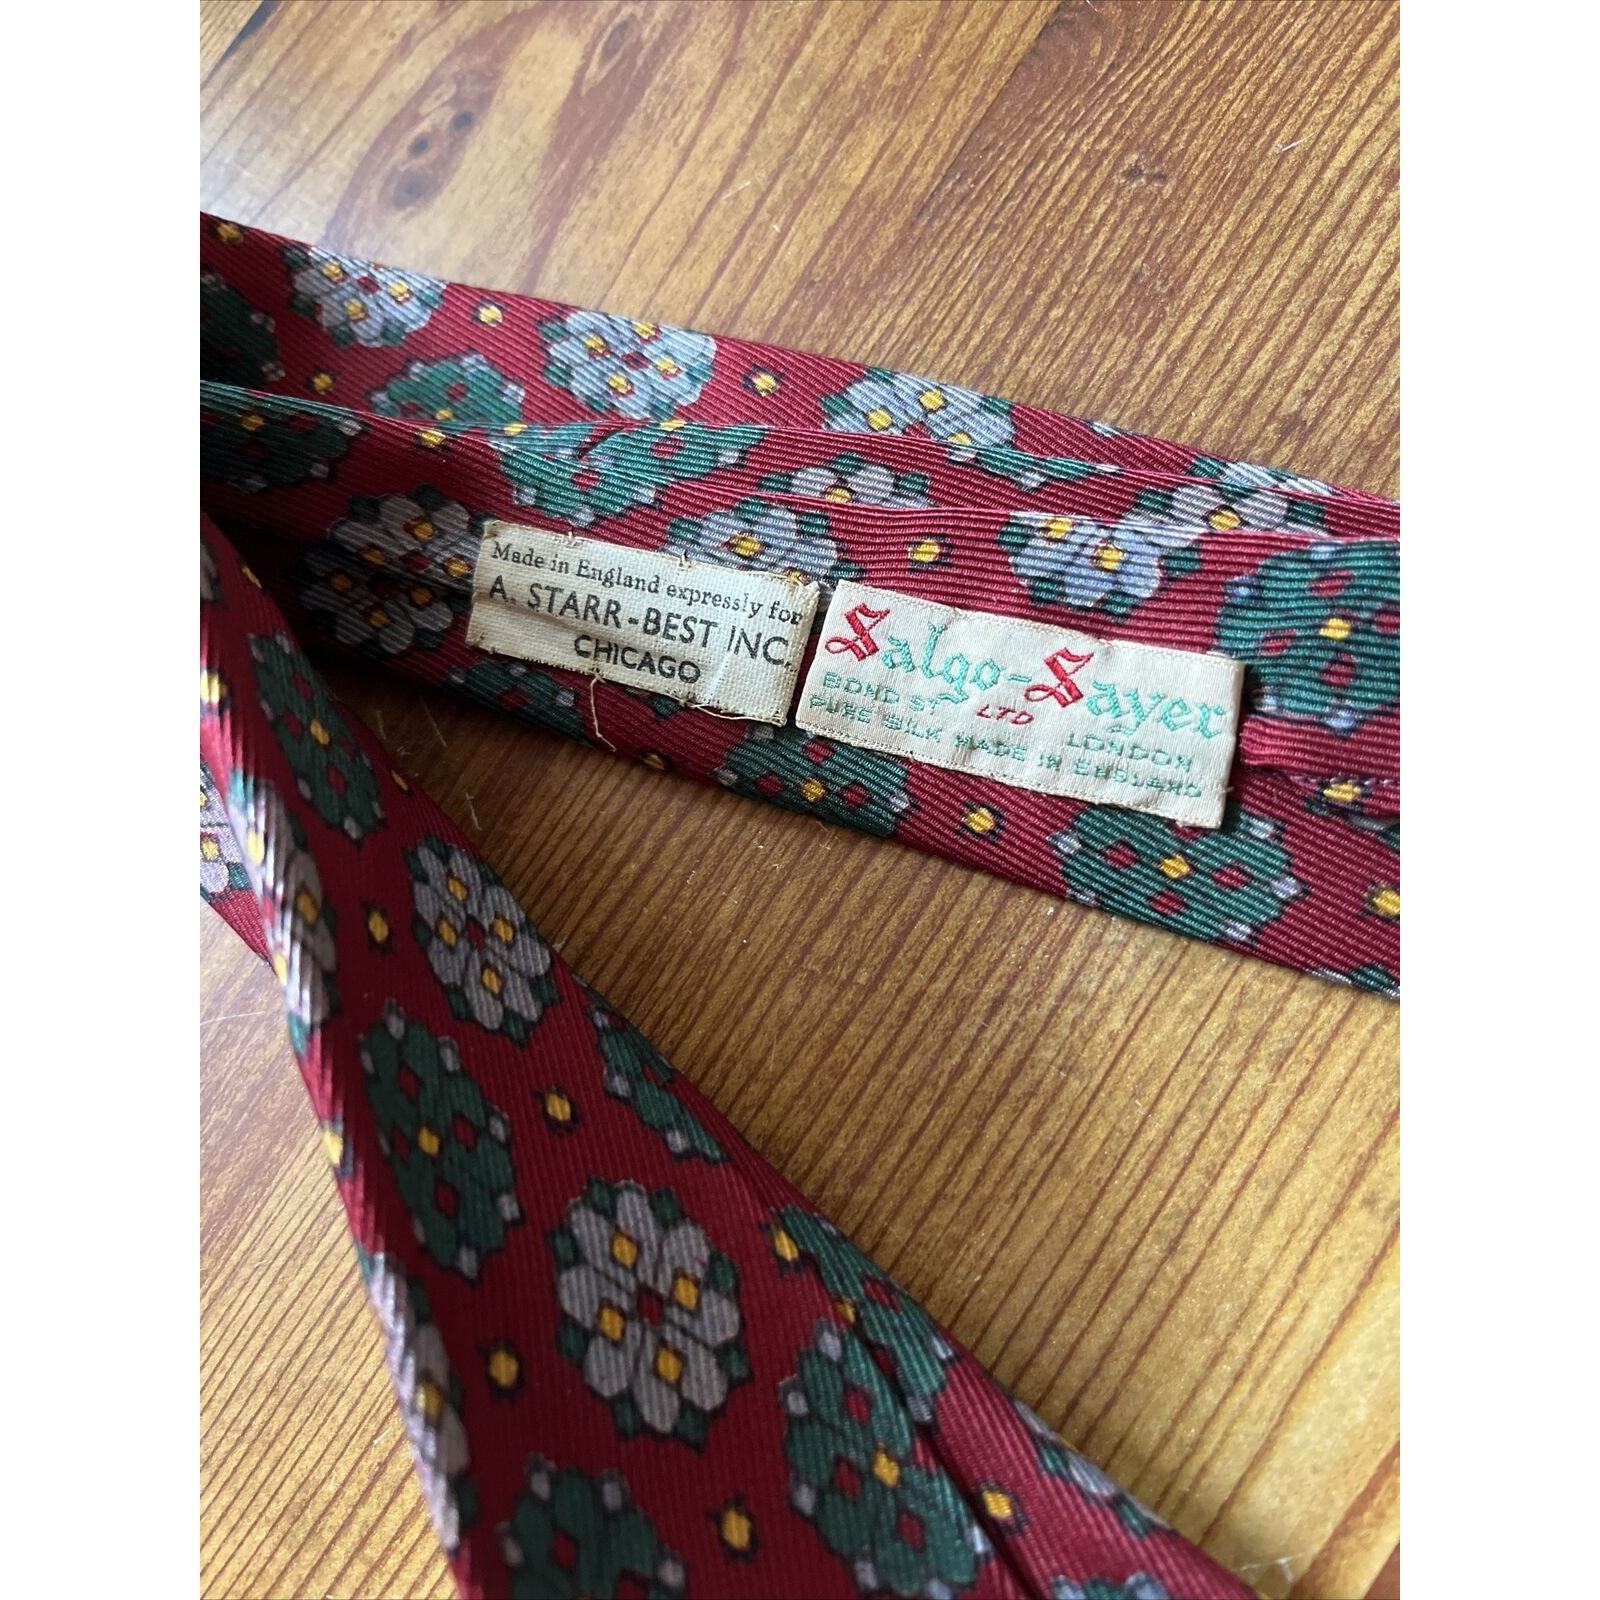 Made in England expressly for
A. STARR-BEST INC.
CHICAGO
Salgo-Sayer
BOND ST LTD LONDON
PURE SILK MADE IN ENGLAND